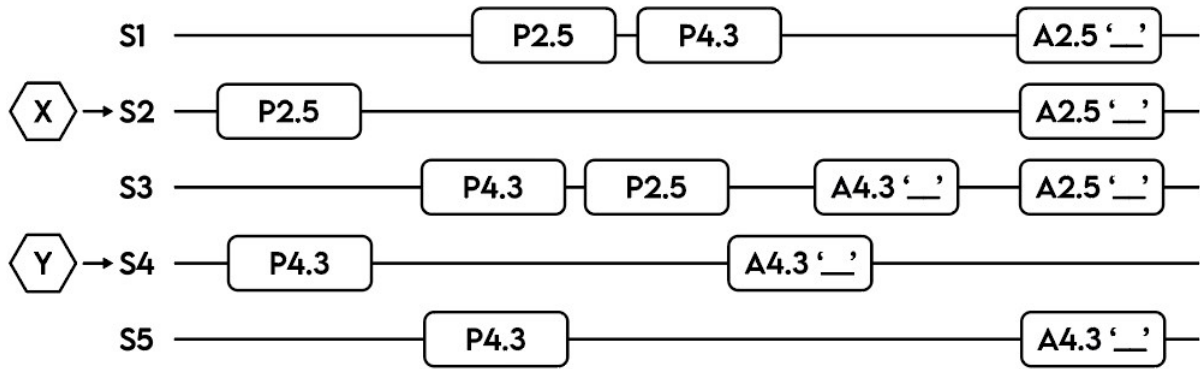 S1 P2.5 P4.3 A2.5 ‘__’
X S2 P2.5 A2.5 ‘__’
S3 P4.3 P2.5 A4.3 ‘__’ A2.5 ‘__’
Y S4 P4.3 A4.3 ‘__’
S5 P4.3 A4.3 ‘__’